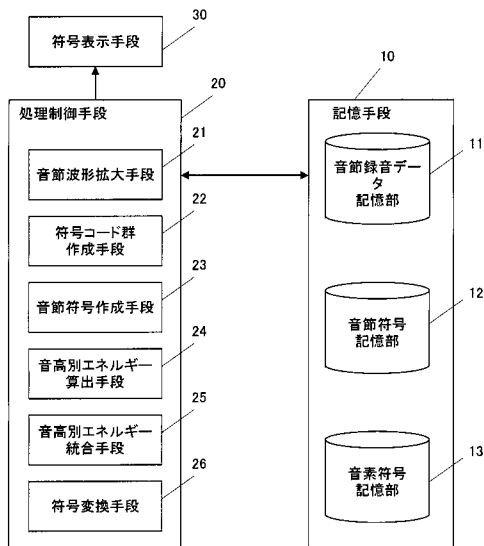 30
符号表示手段
20
処理制御手段
21
音節波形拡大手段
22
符号コード群
作成手段
23
音節符号作成手段
24
音高別エネルギー
算出手段
25
音高別エネルギー
統合手段
26
符号変換手段
10
記憶手段
11
音節録音デー
タ
記憶部
12
音節符号
記憶部
13
音素符号
記憶部